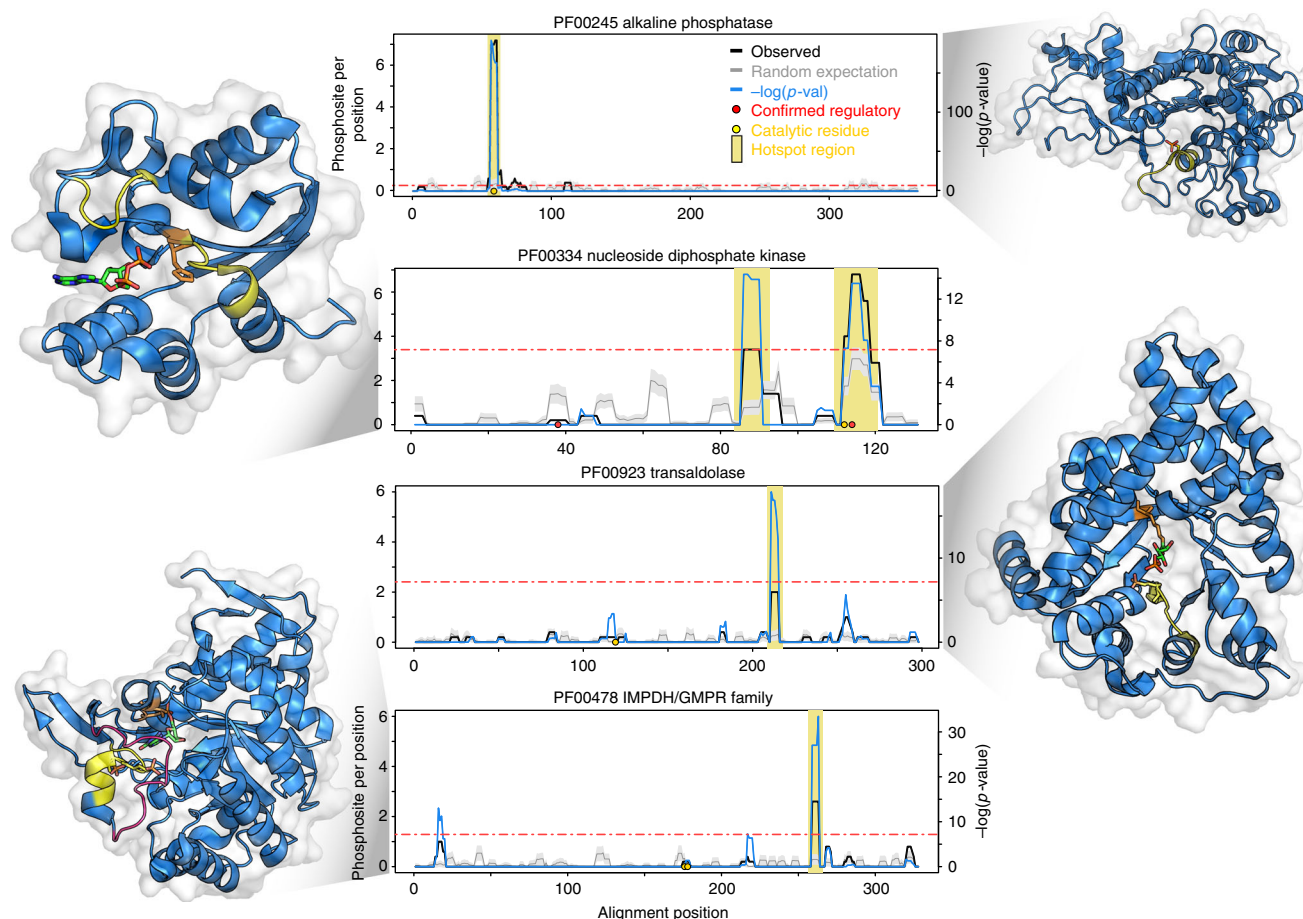 PF00245 alkaline phosphatase
Phosphosite per
position
6
4
2
0
Observed
Random expectation
–log(p-val)
Confirmed regulatory
Catalytic residue
Hotspot region
100
0
–log(p-value)
0 100 200 300
PF00334 nucleoside diphosphate kinase
6
4
2
0
12
8
4
0
0 40 80 120
PF00923 transaldolase
6
4
2
0
10
0
0 100 200 300
PF00478 IMPDH/GMPR family
Phosphosite per position
6
4
2
0
30
20
10
0
–log(p-value)
0 100 200 300
Alignment position